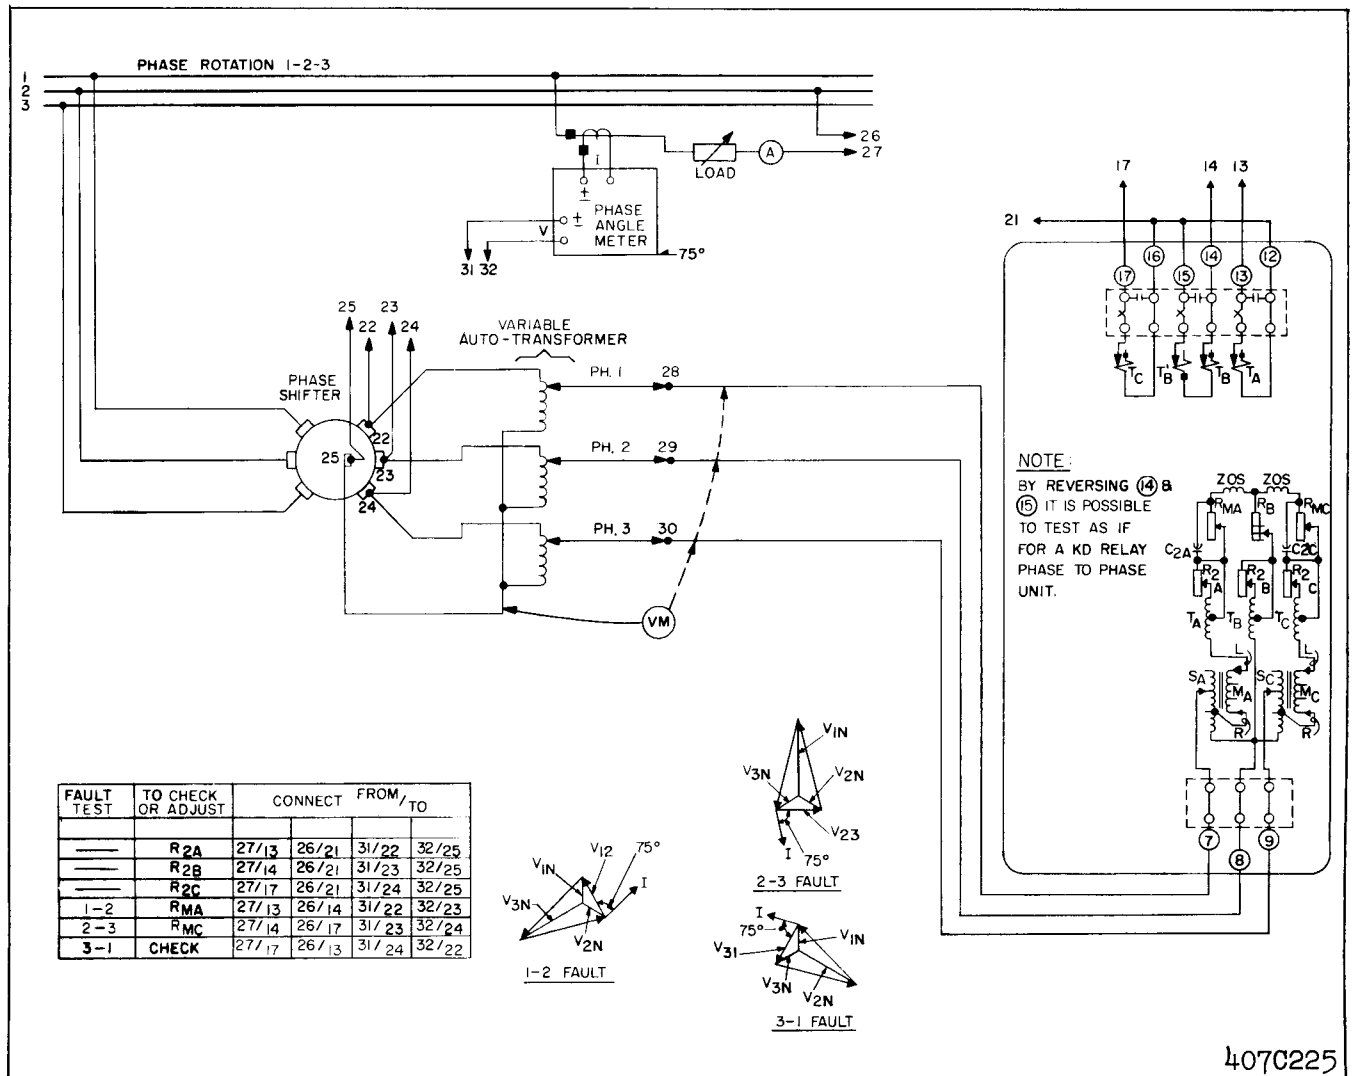 PHASE ROTATION 1-2-3
1
2
3
26
27
A
LOAD
I
±
PHASE
ANGLE
METER
±
V
75°
31 32
17 14 13
21
16 14 12
17 15 13
TC T'B TB TA
25 23
22 24
VARIABLE
AUTO-TRANSFORMER
PHASE
SHIFTER
PH. 1 28
22
25
23
PH. 2 29
24
PH. 3 30
VM
NOTE:
BY REVERSING 14 &
15 IT IS POSSIBLE
TO TEST AS IF
FOR A KD RELAY
PHASE TO PHASE
UNIT.
ZOS ZOS
RMA RB RMC
C2A C2C
R2A R2B R2C
TA TB TC
L L
SA MA SC MC
R R
7 8 9
FAULT TEST TO CHECK OR ADJUST CONNECT FROM/TO
— R2A 27/13 26/21 31/22 32/25
— R2B 27/14 26/21 31/23 32/25
— R2C 27/17 26/21 31/24 32/25
1-2 RMA 27/13 26/14 31/22 32/23
2-3 RMC 27/14 26/17 31/23 32/24
3-1 CHECK 27/17 26/13 31/24 32/22
V12 75°
V1N I
V3N
V2N
1-2 FAULT
V1N
V3N V2N
V23
I 75°
2-3 FAULT
I
75° V1N
V31
V3N V2N
3-1 FAULT
407C225